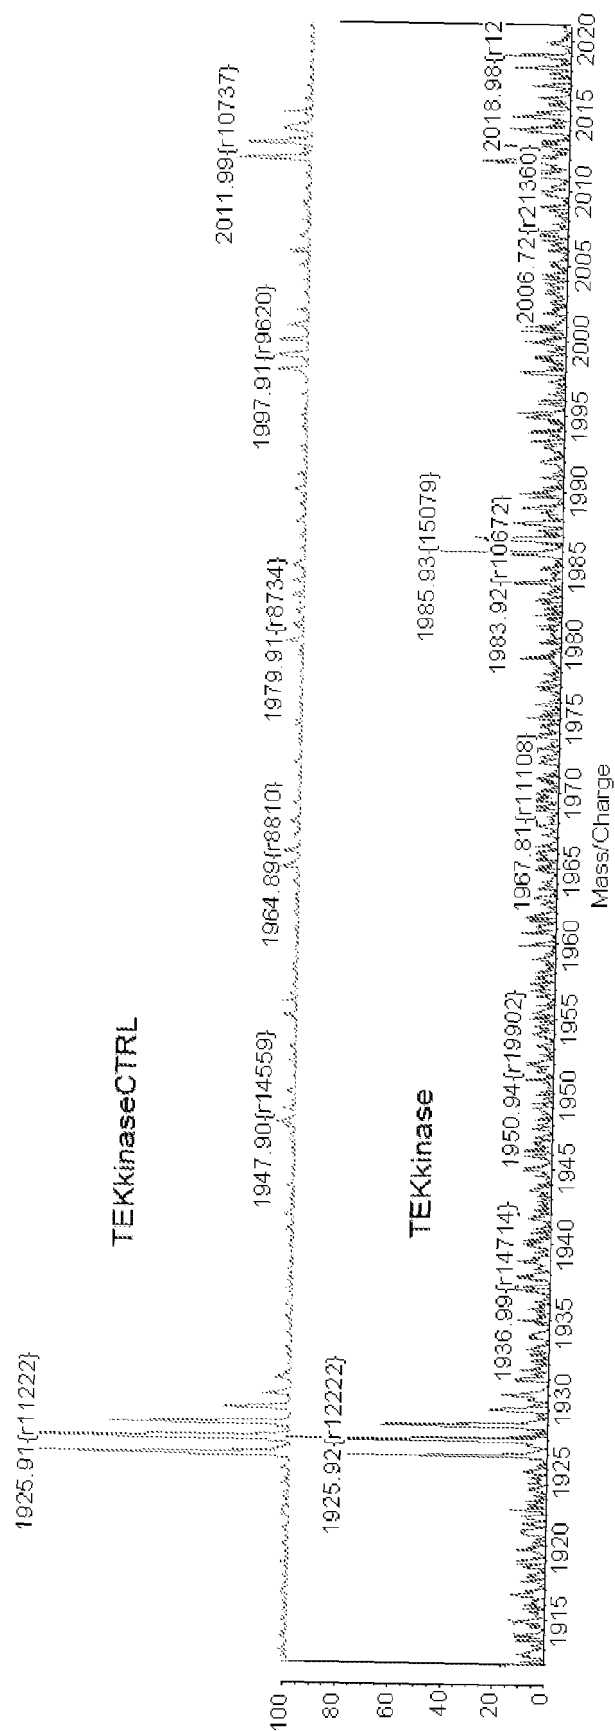 TEKkinaseCTRL
1925.91{r11222}
1947.90{r14559}
1964.89{r8810}
1979.91{r8734}
1997.91{r9620}
2011.99{r10737}
TEKkinase
1925.92{r12222}
1936.99{r14714}
1950.94{r19902}
1967.81{r11108}
1983.92{r10672}
1985.93{15079}
2006.72{r21360}
2018.98{r12
100
80
60
40
20
0
1915 1920 1925 1930 1935 1940 1945 1950 1955 1960 1965 1970 1975 1980 1985 1990 1995 2000 2005 2010 2015 2020
Mass/Charge